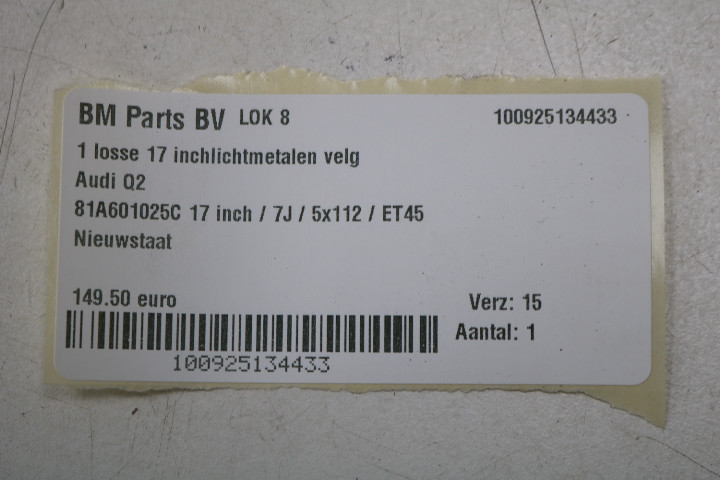 BM Parts BV LOK 8 100925134433
1 losse 17 inchlichtmetalen velg
Audi Q2
81A601025C 17 inch / 7J / 5x112 / ET45
Nieuwstaat
149.50 euro Verz: 15
Aantal: 1
100925134433